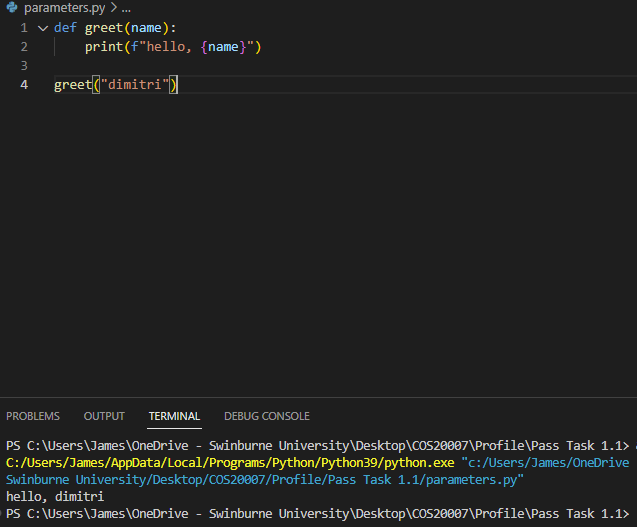 parameters.py > ...
1 def greet(name):
2     print(f"hello, {name}")
3
4 greet("dimitri")
PROBLEMS OUTPUT TERMINAL DEBUG CONSOLE
PS C:\Users\James\OneDrive - Swinburne University\Desktop\COS20007\Profile\Pass Task 1.1>
C:/Users/James/AppData/Local/Programs/Python/Python39/python.exe "c:/Users/James/OneDrive
Swinburne University/Desktop/COS20007/Profile/Pass Task 1.1/parameters.py"
hello, dimitri
PS C:\Users\James\OneDrive - Swinburne University\Desktop\COS20007\Profile\Pass Task 1.1>